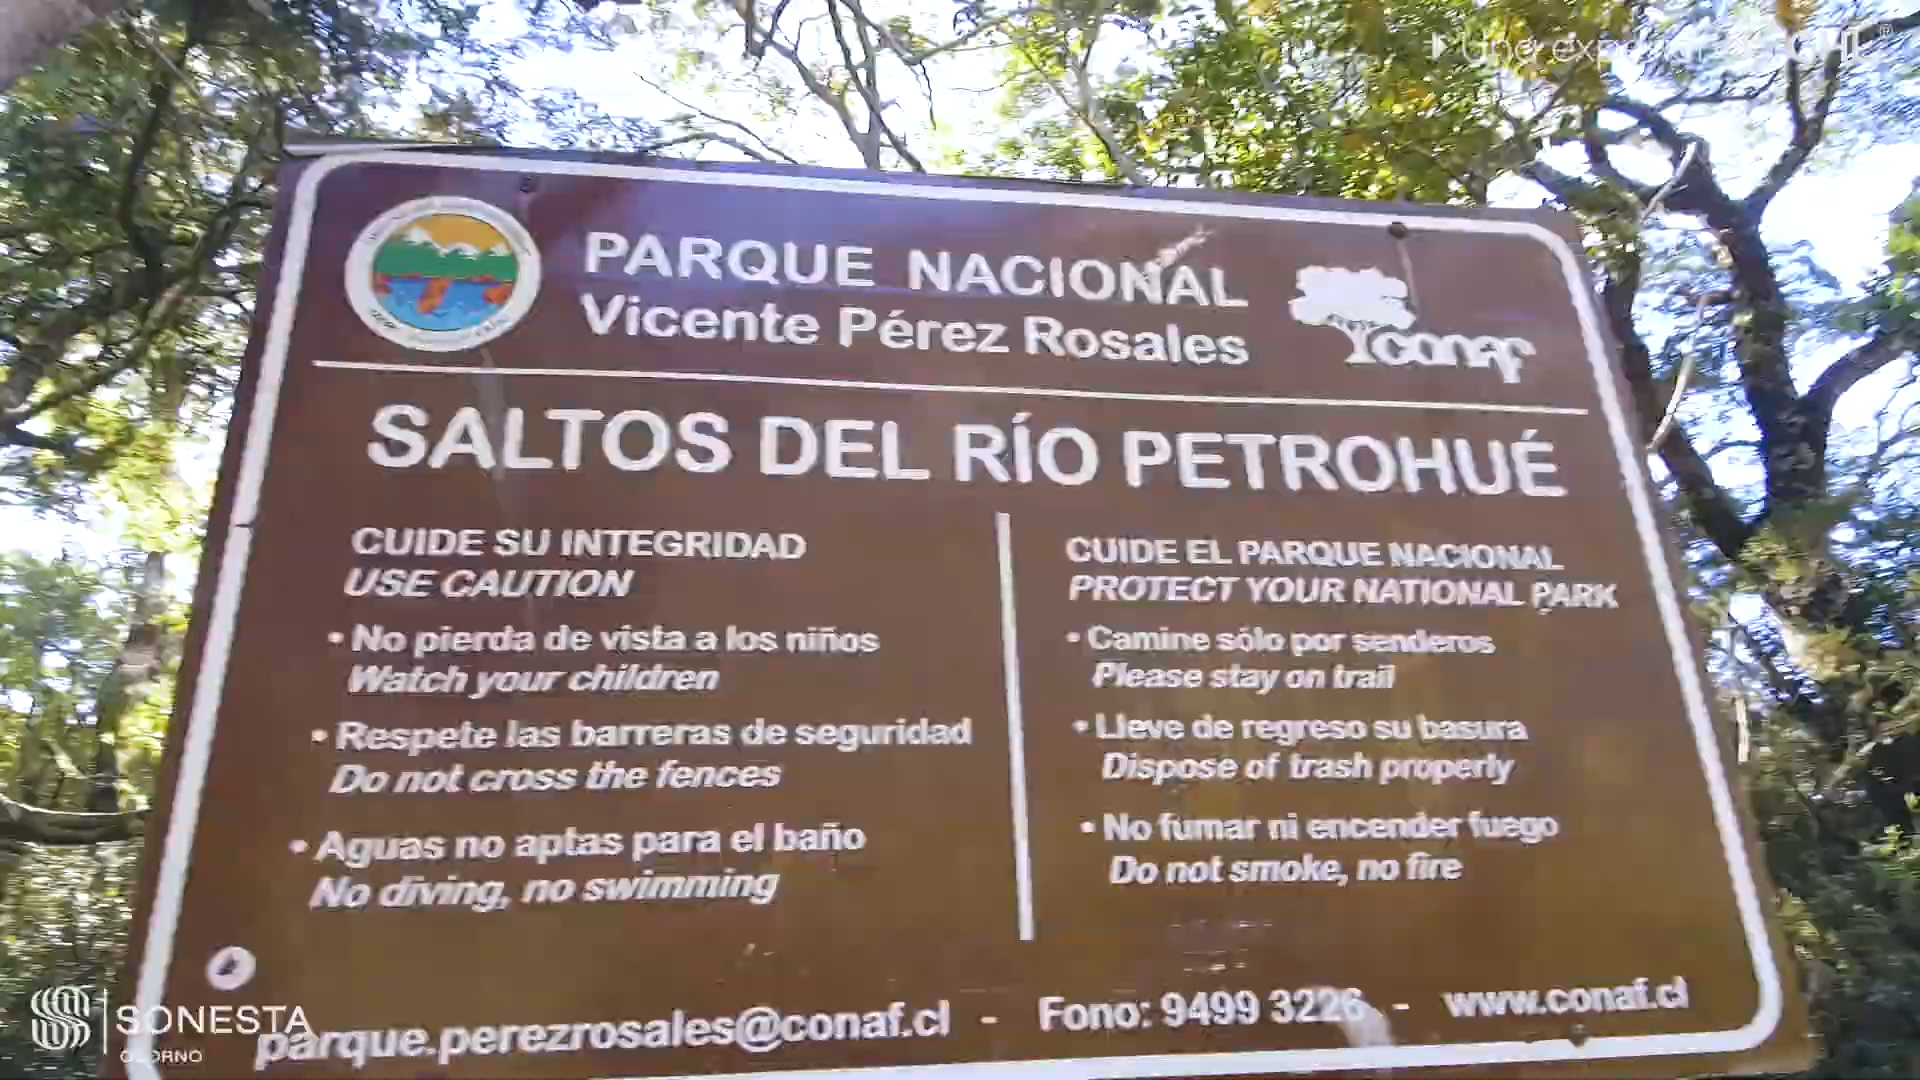 PARQUE NACIONAL
Vicente Pérez Rosales
conaf
SALTOS DEL RÍO PETROHUÉ
CUIDE SU INTEGRIDAD
USE CAUTION
• No pierda de vista a los niños
Watch your children
• Respete las barreras de seguridad
Do not cross the fences
• Aguas no aptas para el baño
No diving, no swimming
CUIDE EL PARQUE NACIONAL
PROTECT YOUR NATIONAL PARK
• Camine sólo por senderos
Please stay on trail
• Lleve de regreso su basura
Dispose of trash properly
• No fumar ni encender fuego
Do not smoke, no fire
parque.perezrosales@conaf.cl - Fono: 9499 3226 - www.conaf.cl
SONESTA
OSORNO
Una